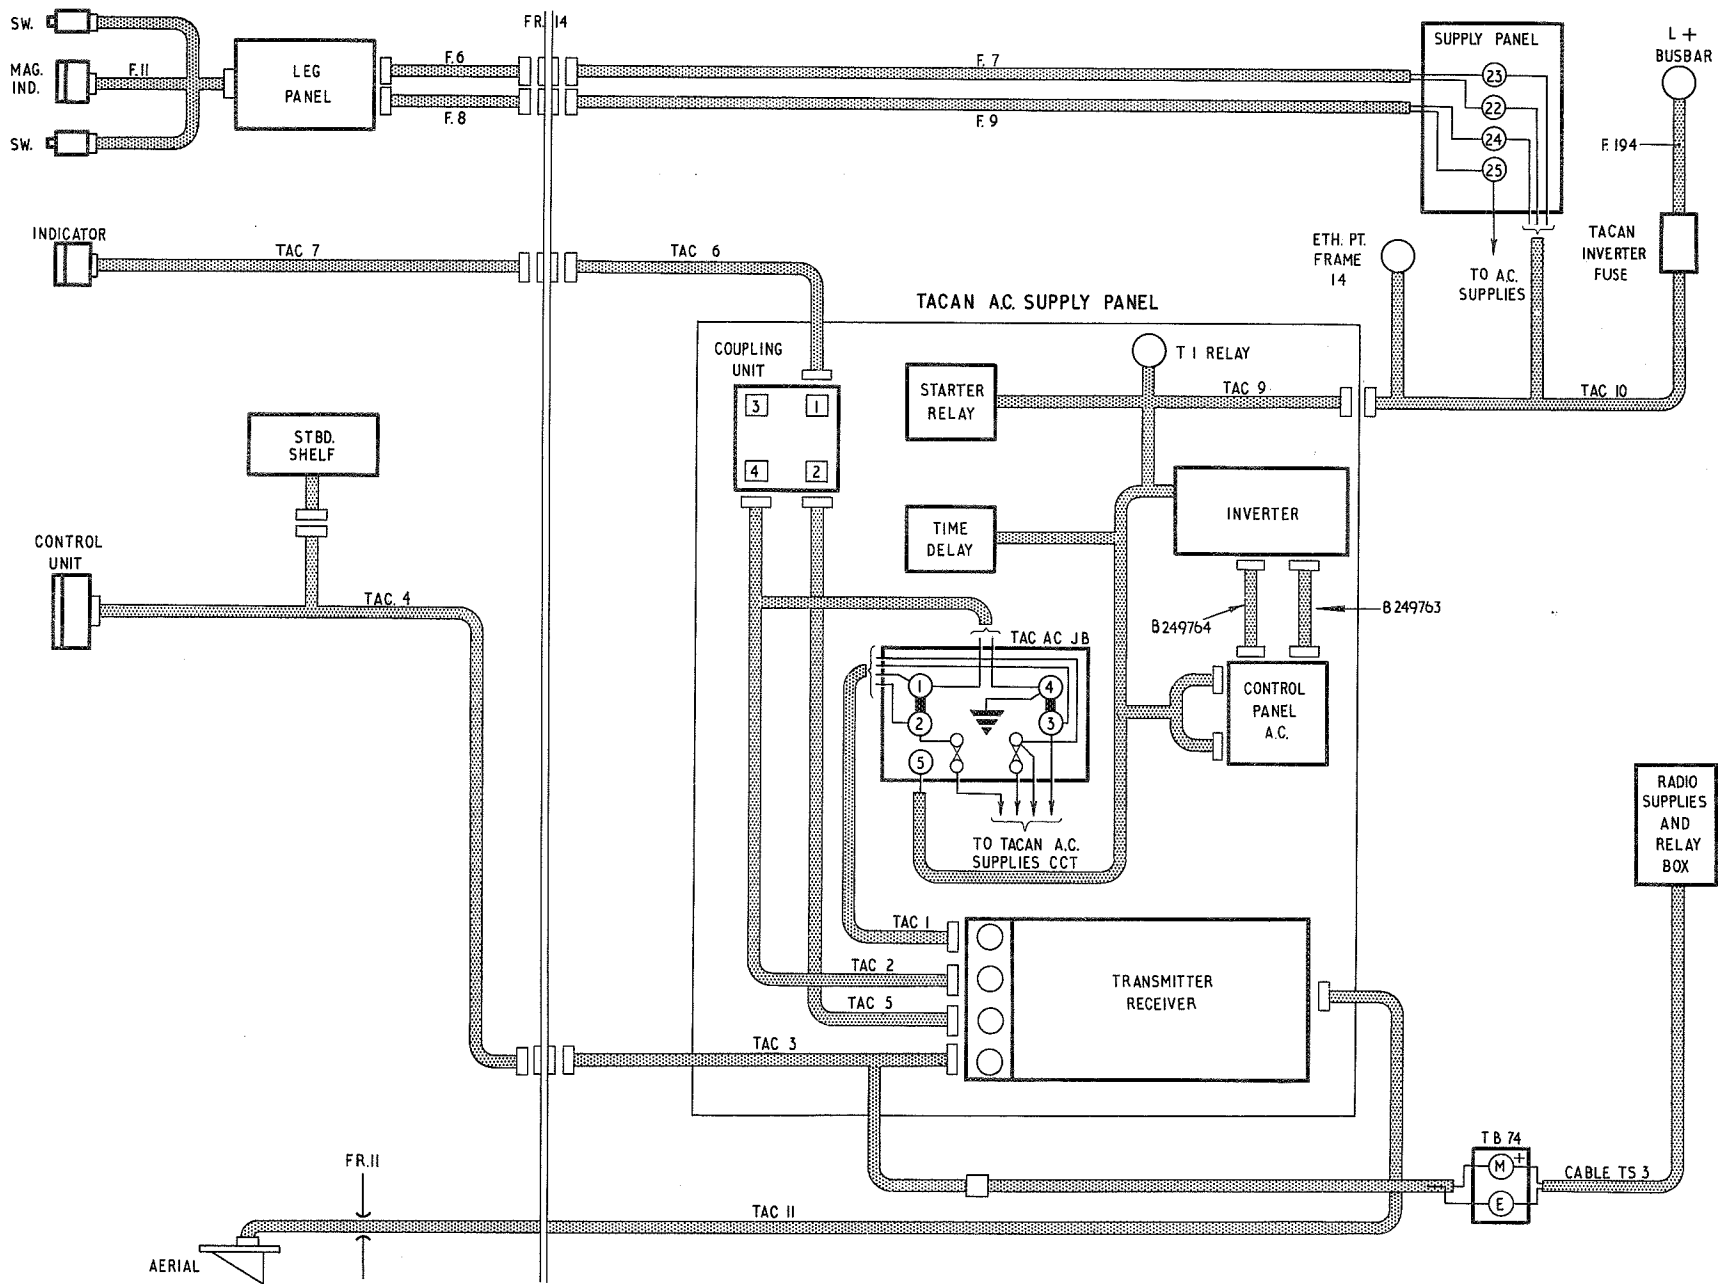 SW.
MAG.
IND.
F.11
SW.
LEG
PANEL
F.6
F.8
FR. 14
F. 7
F. 9
SUPPLY PANEL
23
22
24
25
L +
BUSBAR
F.194
TACAN
INVERTER
FUSE
TO A.C.
SUPPLIES
ETH. PT.
FRAME
14
INDICATOR
TAC 7
TAC 6
TACAN A.C. SUPPLY PANEL
COUPLING
UNIT
3
1
4
2
STARTER
RELAY
T 1 RELAY
TAC 9
TAC 10
STBD.
SHELF
CONTROL
UNIT
TAC. 4
TIME
DELAY
INVERTER
B249764
B249763
TAC AC JB
1
4
2
3
5
TO TACAN A.C.
SUPPLIES CCT
CONTROL
PANEL
A.C.
RADIO
SUPPLIES
AND
RELAY
BOX
TAC 1
TAC 2
TAC 5
TAC 3
TRANSMITTER
RECEIVER
TB 74
M
+
E
CABLE TS 3
FR.11
TAC 11
AERIAL